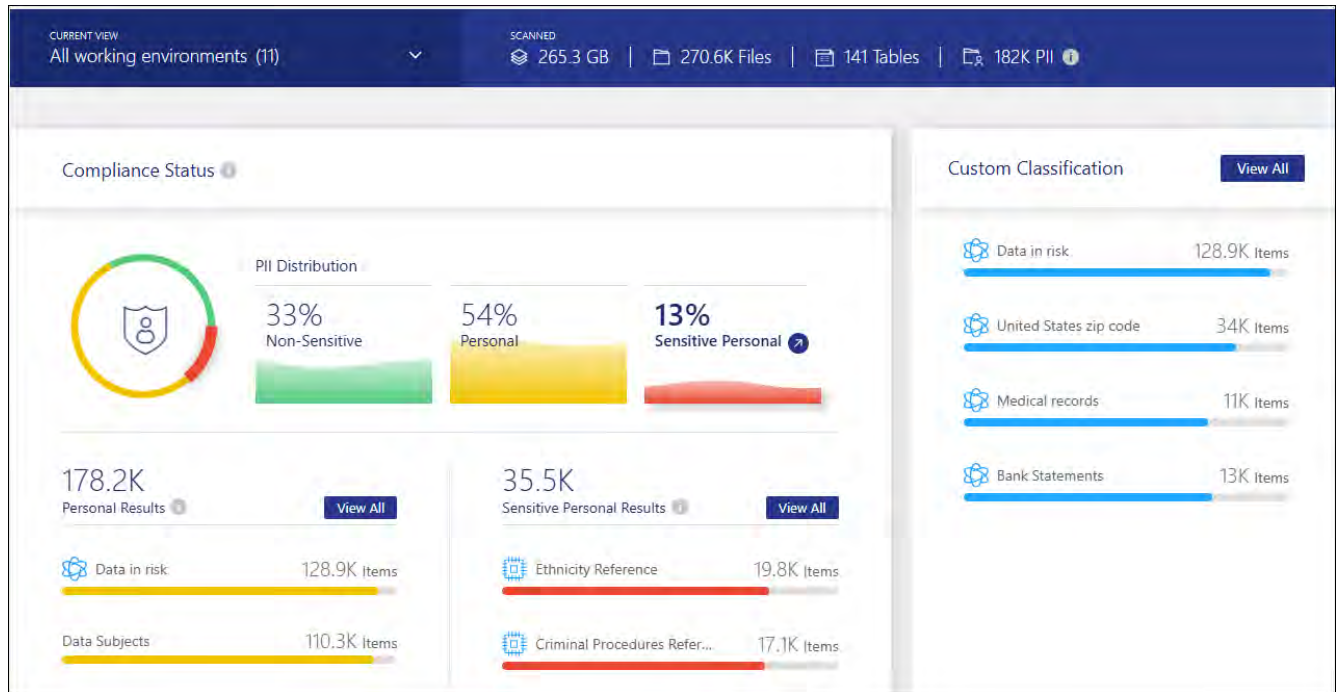 CURRENT VIEW
All working environments (11)
SCANNED
265.3 GB | 270.6K Files | 141 Tables | 182K PII
Compliance Status
PII Distribution
33%
Non-Sensitive
54%
Personal
13%
Sensitive Personal
178.2K
Personal Results
View All
Data in risk 128.9K Items
Data Subjects 110.3K Items
35.5K
Sensitive Personal Results
View All
Ethnicity Reference 19.8K Items
Criminal Procedures Refer... 17.1K Items
Custom Classification
View All
Data in risk 128.9K Items
United States zip code 34K Items
Medical records 11K Items
Bank Statements 13K Items